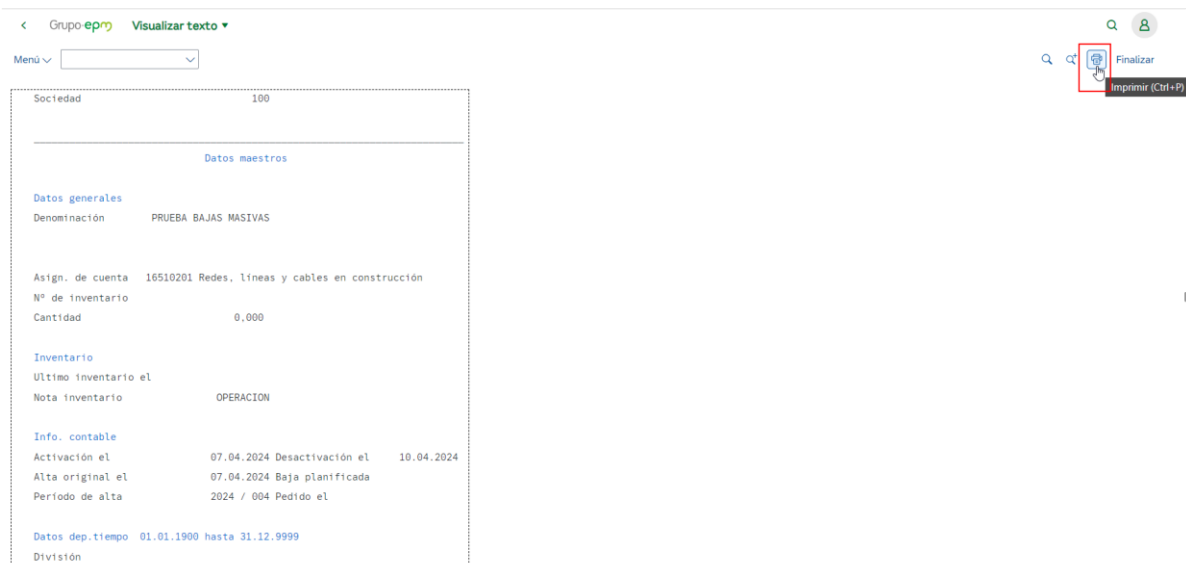 Grupo·epm Visualizar texto
Menú Finalizar
Imprimir (Ctrl+P)
Sociedad 100
Datos maestros
Datos generales
Denominación PRUEBA BAJAS MASIVAS
Asign. de cuenta 16510201 Redes, líneas y cables en construcción
Nº de inventario
Cantidad 0,000
Inventario
Ultimo inventario el
Nota inventario OPERACION
Info. contable
Activación el 07.04.2024 Desactivación el 10.04.2024
Alta original el 07.04.2024 Baja planificada
Período de alta 2024 / 004 Pedido el
Datos dep.tiempo 01.01.1900 hasta 31.12.9999
División